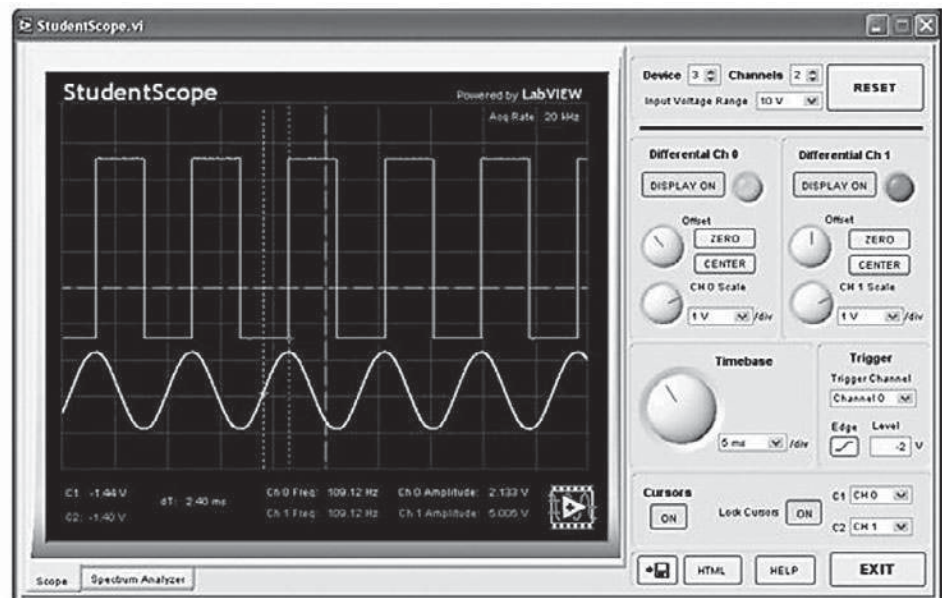 StudentScope.vi
StudentScope
Powered by LabVIEW
Acq Rate 20 kHz
C1: -1.44 V
C2: -1.40 V
dT: 2.40 ms
Ch 0 Freq: 109.12 Hz
Ch 0 Amplitude: 2.133 V
Ch 1 Freq: 109.12 Hz
Ch 1 Amplitude: 5.005 V
Scope
Spectrum Analyzer
Device 3 Channels 2
Input Voltage Range 10 V
RESET
Differental Ch 0
DISPLAY ON
Offset
ZERO
CENTER
CH 0 Scale
1 V /div
Differential Ch 1
DISPLAY ON
Offset
ZERO
CENTER
CH 1 Scale
1 V /div
Timebase
5 ms /div
Trigger
Trigger Channel
Channel 0
Edge Level
-2 V
Cursors
ON
Lock Cursors ON
C1 CH 0
C2 CH 1
HTML
HELP
EXIT